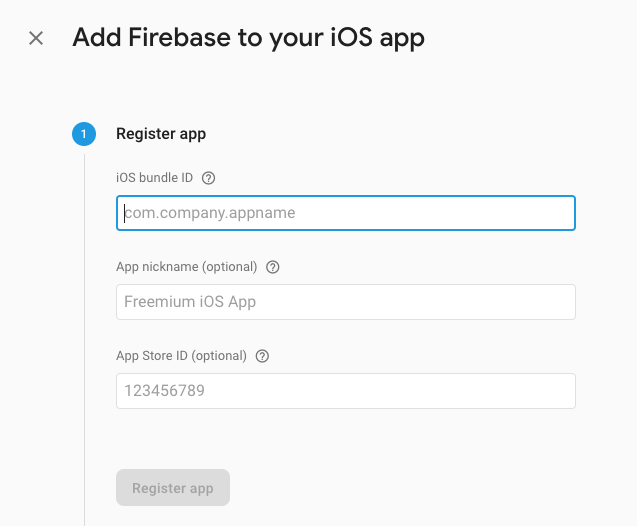 Add Firebase to your iOS app
1 Register app
iOS bundle ID
com.company.appname
App nickname (optional)
Freemium iOS App
App Store ID (optional)
123456789
Register app